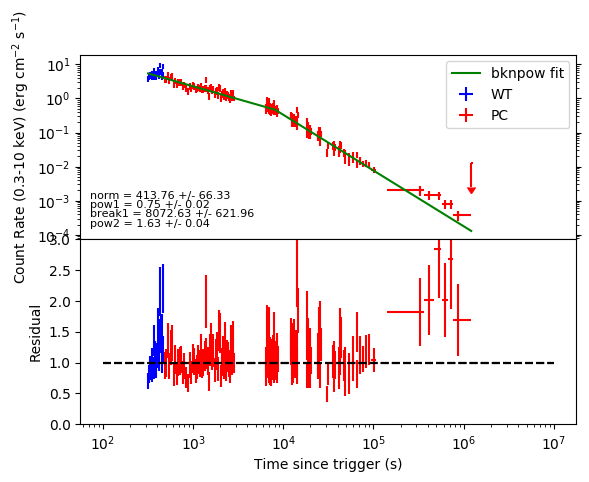 Count Rate (0.3-10 keV) (erg cm⁻² s⁻¹)
10¹
10⁰
10⁻¹
10⁻²
10⁻³
10⁻⁴
bknpow fit
WT
PC
norm = 413.76 +/- 66.33
pow1 = 0.75 +/- 0.02
break1 = 8072.63 +/- 621.96
pow2 = 1.63 +/- 0.04
Residual
3.0
2.5
2.0
1.5
1.0
0.5
0.0
10² 10³ 10⁴ 10⁵ 10⁶ 10⁷
Time since trigger (s)